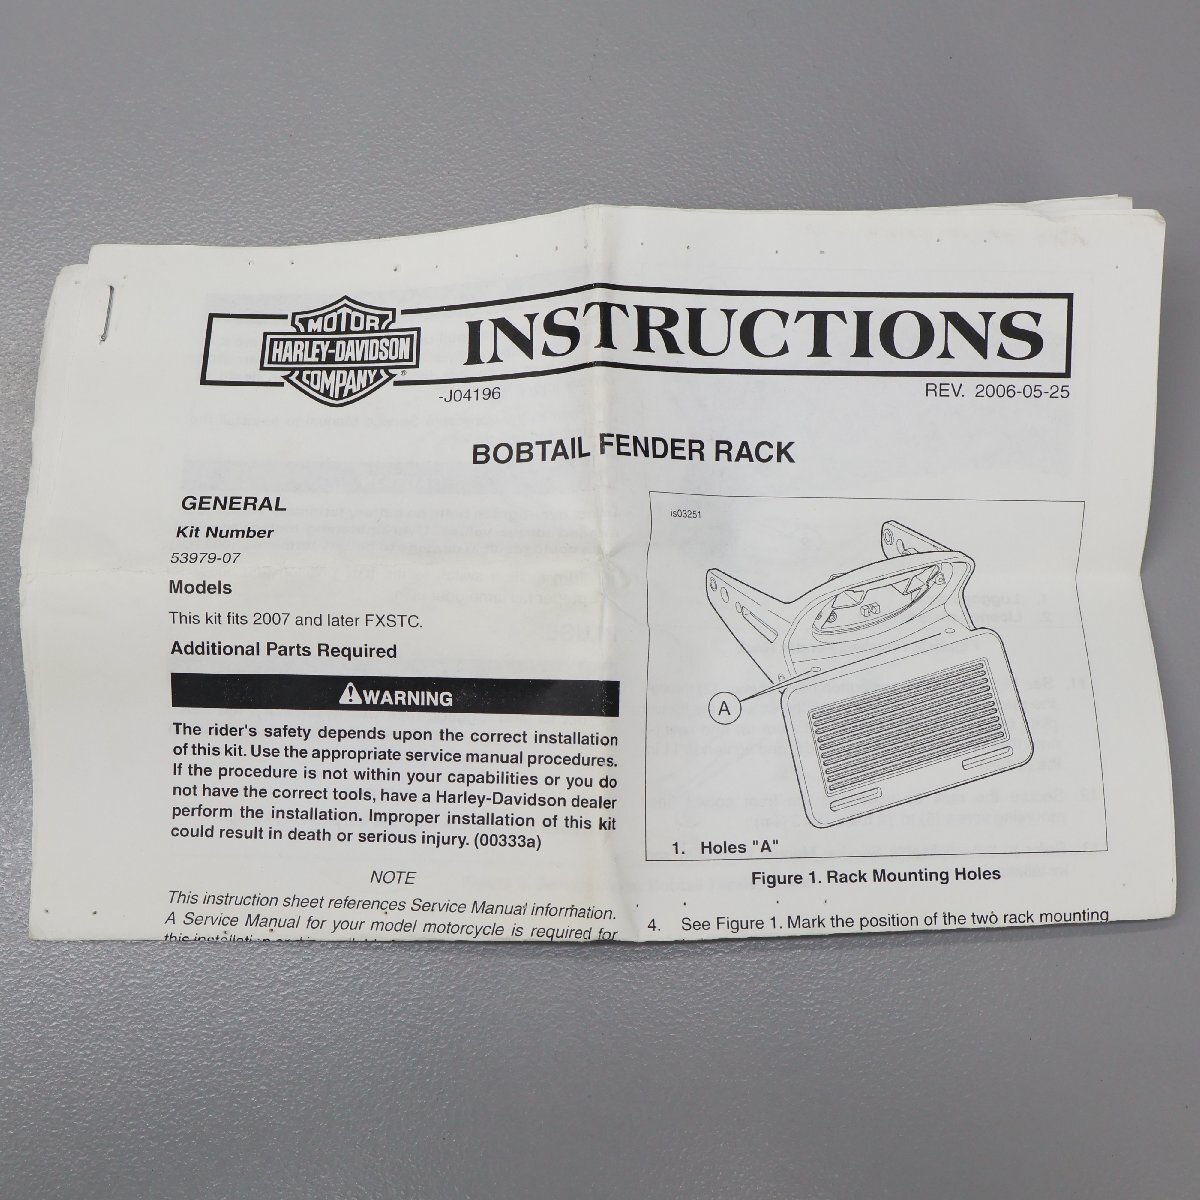 MOTOR
HARLEY-DAVIDSON
COMPANY
®
INSTRUCTIONS
-J04196
REV. 2006-05-25
BOBTAIL FENDER RACK
GENERAL
Kit Number
53979-07
Models
This kit fits 2007 and later FXSTC.
Additional Parts Required
WARNING
The rider's safety depends upon the correct installation
of this kit. Use the appropriate service manual procedures.
If the procedure is not within your capabilities or you do
not have the correct tools, have a Harley-Davidson dealer
perform the installation. Improper installation of this kit
could result in death or serious injury. (00333a)
NOTE
This instruction sheet references Service Manual information.
A Service Manual for your model motorcycle is required for
this installation
is03251
A
1. Holes "A"
Figure 1. Rack Mounting Holes
4. See Figure 1. Mark the position of the two rack mounting